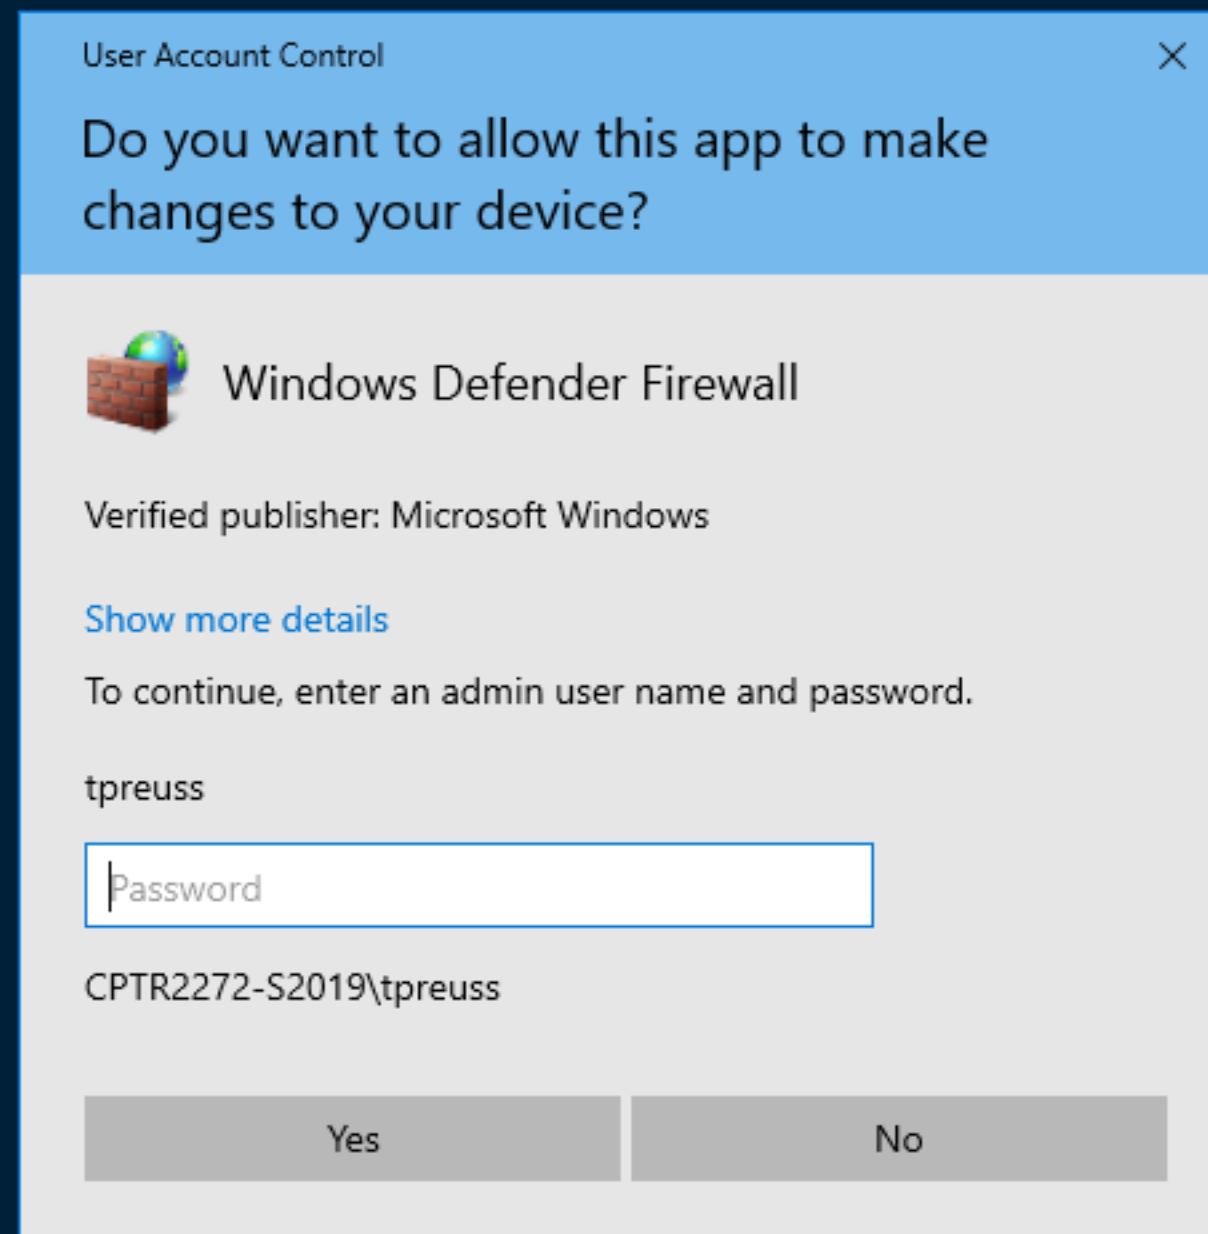 User Account Control
Do you want to allow this app to make
changes to your device?
Windows Defender Firewall
Verified publisher: Microsoft Windows
Show more details
To continue, enter an admin user name and password.
tpreuss
Password
CPTR2272-S2019\tpreuss
Yes
No